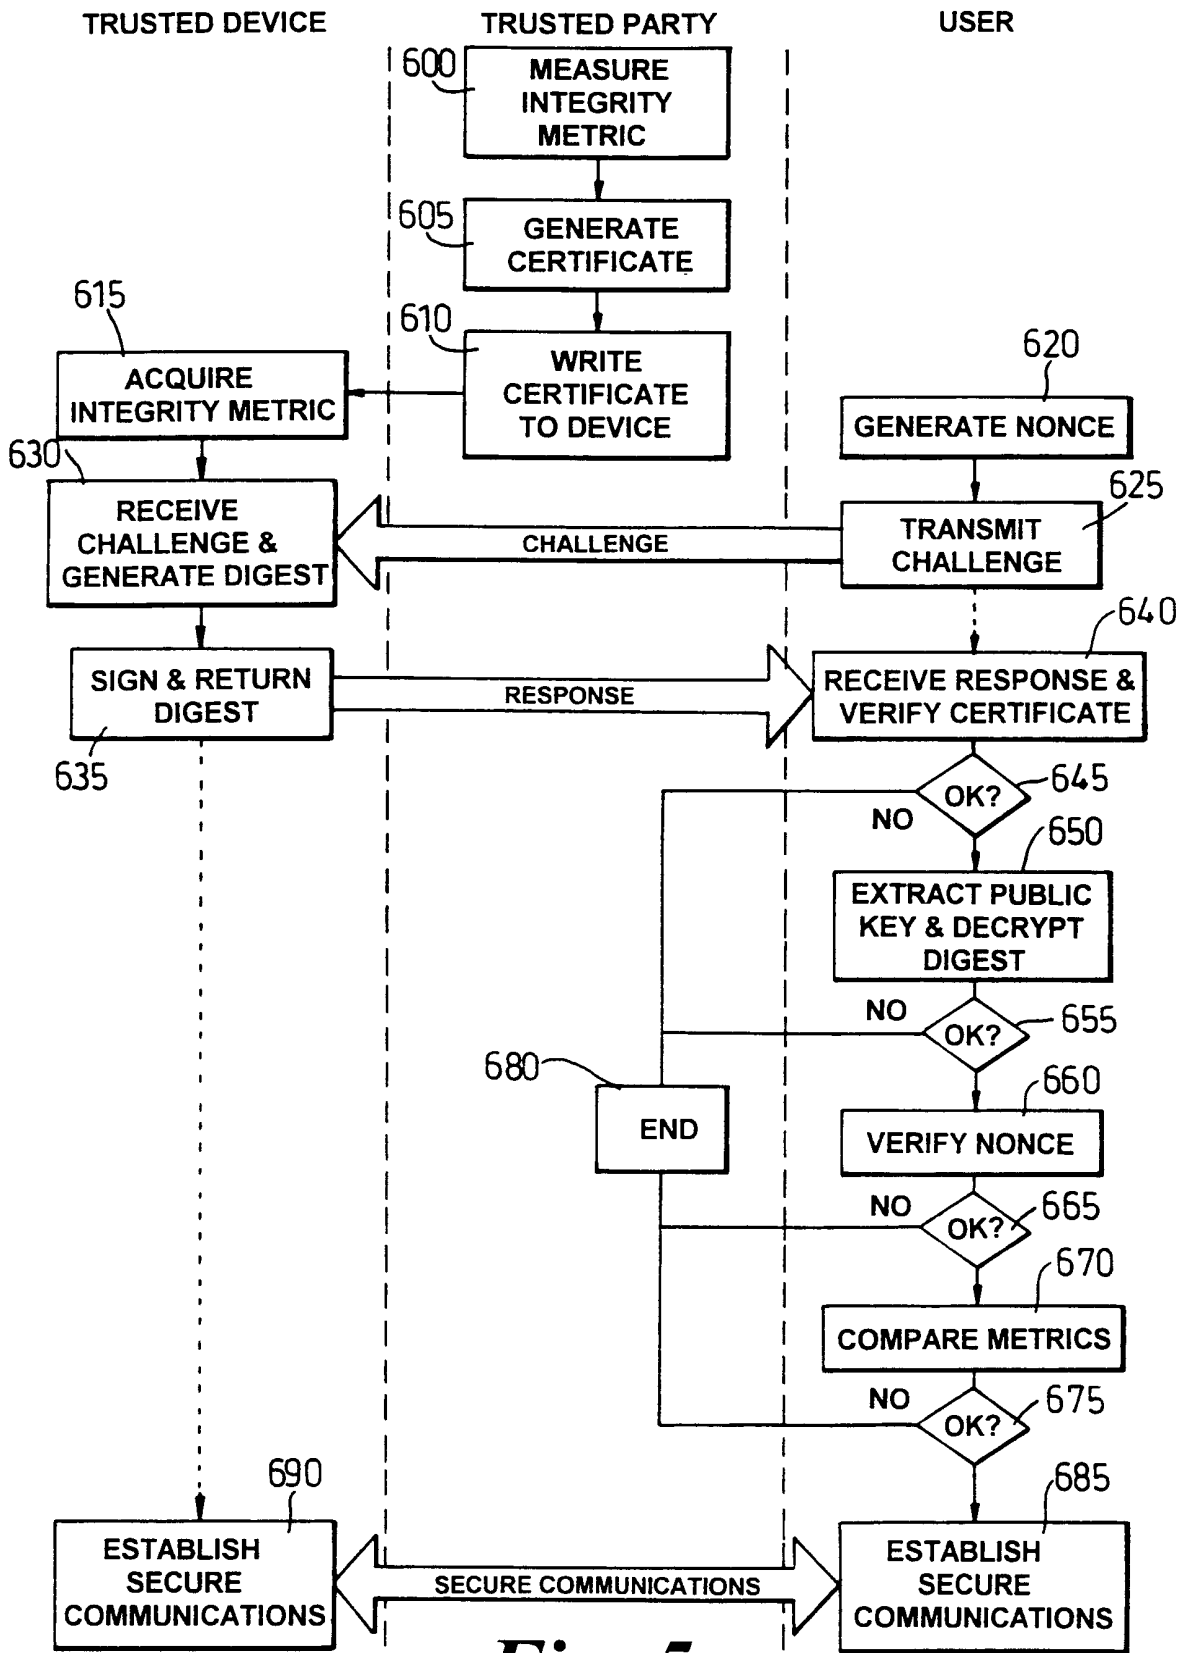 TRUSTED DEVICE
TRUSTED PARTY
USER
600
MEASURE
INTEGRITY
METRIC
605
GENERATE
CERTIFICATE
610
WRITE
CERTIFICATE
TO DEVICE
615
ACQUIRE
INTEGRITY METRIC
620
GENERATE NONCE
625
TRANSMIT
CHALLENGE
CHALLENGE
630
RECEIVE
CHALLENGE &
GENERATE DIGEST
SIGN & RETURN
DIGEST
635
RESPONSE
640
RECEIVE RESPONSE &
VERIFY CERTIFICATE
OK?
645
NO
650
EXTRACT PUBLIC
KEY & DECRYPT
DIGEST
NO
OK?
655
680
END
660
VERIFY NONCE
NO
OK?
665
670
COMPARE METRICS
NO
OK?
675
690
ESTABLISH
SECURE
COMMUNICATIONS
SECURE COMMUNICATIONS
685
ESTABLISH
SECURE
COMMUNICATIONS